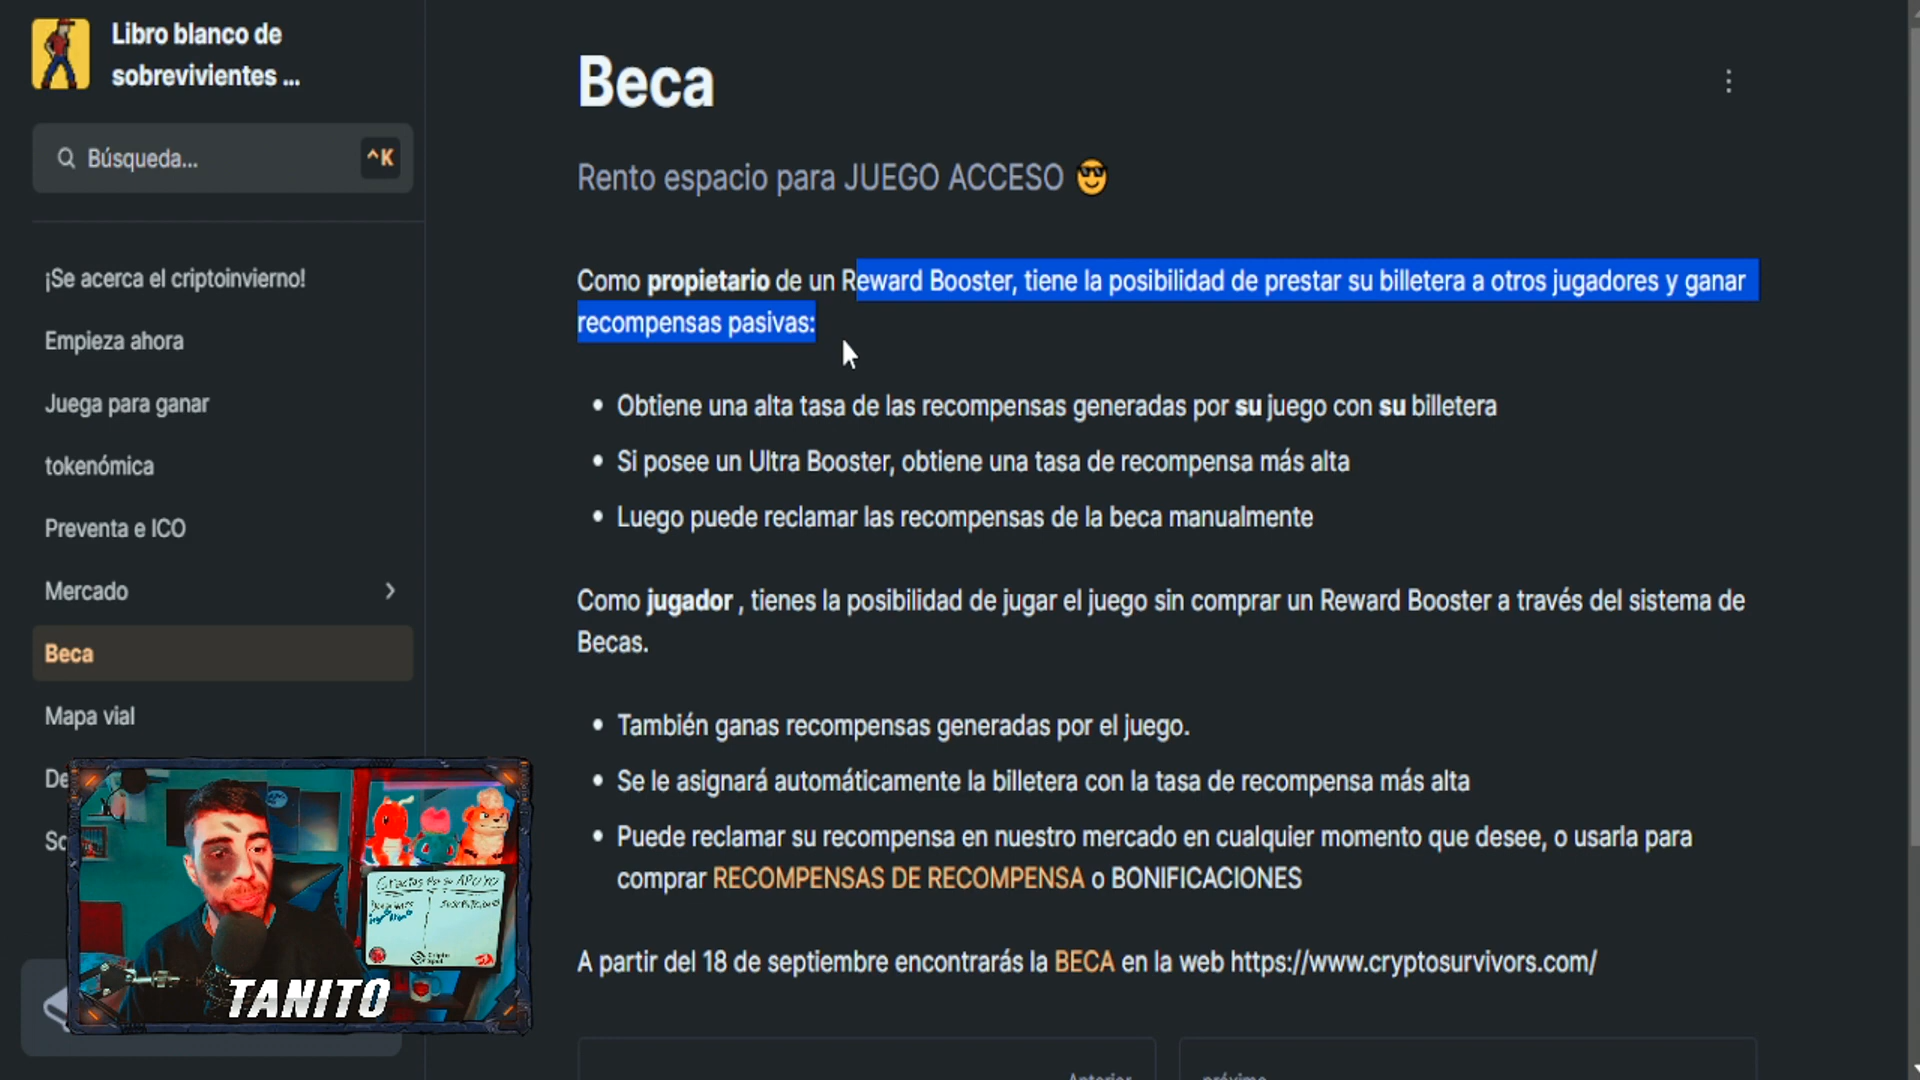 Libro blanco de
sobrevivientes ...
Búsqueda...
^K
¡Se acerca el criptoinvierno!
Empieza ahora
Juega para ganar
tokenómica
Preventa e ICO
Mercado
Beca
Mapa vial
De
So
Beca
Rento espacio para JUEGO ACCESO 😎
Como propietario de un Reward Booster, tiene la posibilidad de prestar su billetera a otros jugadores y ganar
recompensas pasivas:
• Obtiene una alta tasa de las recompensas generadas por su juego con su billetera
• Si posee un Ultra Booster, obtiene una tasa de recompensa más alta
• Luego puede reclamar las recompensas de la beca manualmente
Como jugador , tienes la posibilidad de jugar el juego sin comprar un Reward Booster a través del sistema de
Becas.
• También ganas recompensas generadas por el juego.
• Se le asignará automáticamente la billetera con la tasa de recompensa más alta
• Puede reclamar su recompensa en nuestro mercado en cualquier momento que desee, o usarla para
comprar RECOMPENSAS DE RECOMPENSA o BONIFICACIONES
A partir del 18 de septiembre encontrarás la BECA en la web https://www.cryptosurvivors.com/
Anterior
próximo
Gracias Por su APOYO
TANITO